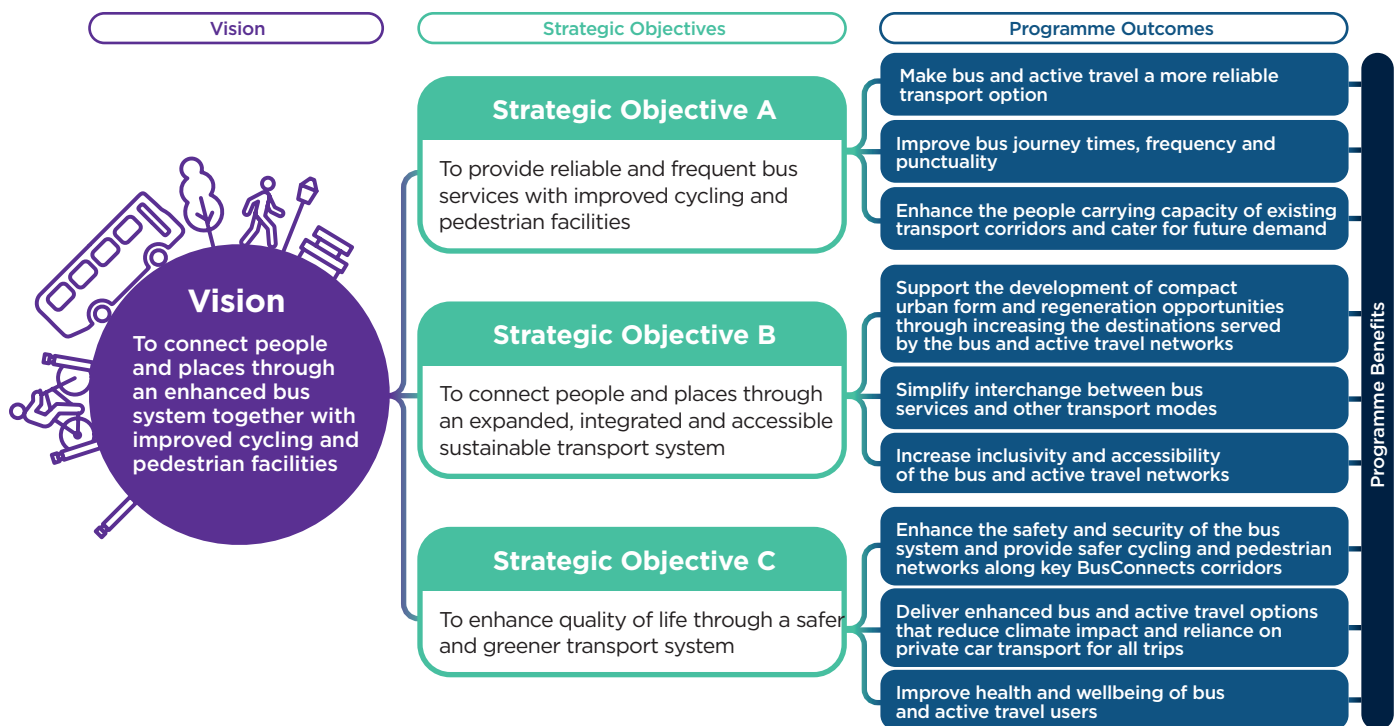 Vision
Strategic Objectives
Programme Outcomes
Vision
To connect people
and places through
an enhanced bus
system together with
improved cycling and
pedestrian facilities
Strategic Objective A
To provide reliable and frequent bus
services with improved cycling and
pedestrian facilities
Make bus and active travel a more reliable
transport option
Improve bus journey times, frequency and
punctuality
Enhance the people carrying capacity of existing
transport corridors and cater for future demand
Strategic Objective B
To connect people and places through
an expanded, integrated and accessible
sustainable transport system
Support the development of compact
urban form and regeneration opportunities
through increasing the destinations served
by the bus and active travel networks
Simplify interchange between bus
services and other transport modes
Increase inclusivity and accessibility
of the bus and active travel networks
Strategic Objective C
To enhance quality of life through a safer
and greener transport system
Enhance the safety and security of the bus
system and provide safer cycling and pedestrian
networks along key BusConnects corridors
Deliver enhanced bus and active travel options
that reduce climate impact and reliance on
private car transport for all trips
Improve health and wellbeing of bus
and active travel users
Programme Benefits